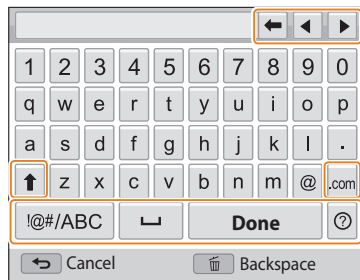 1 2 3 4 5 6 7 8 9 0
q w e r t y u i o p
a s d f g h j k l .
z x c v b n m @ .com
!@#/ABC Done ?
Cancel Backspace